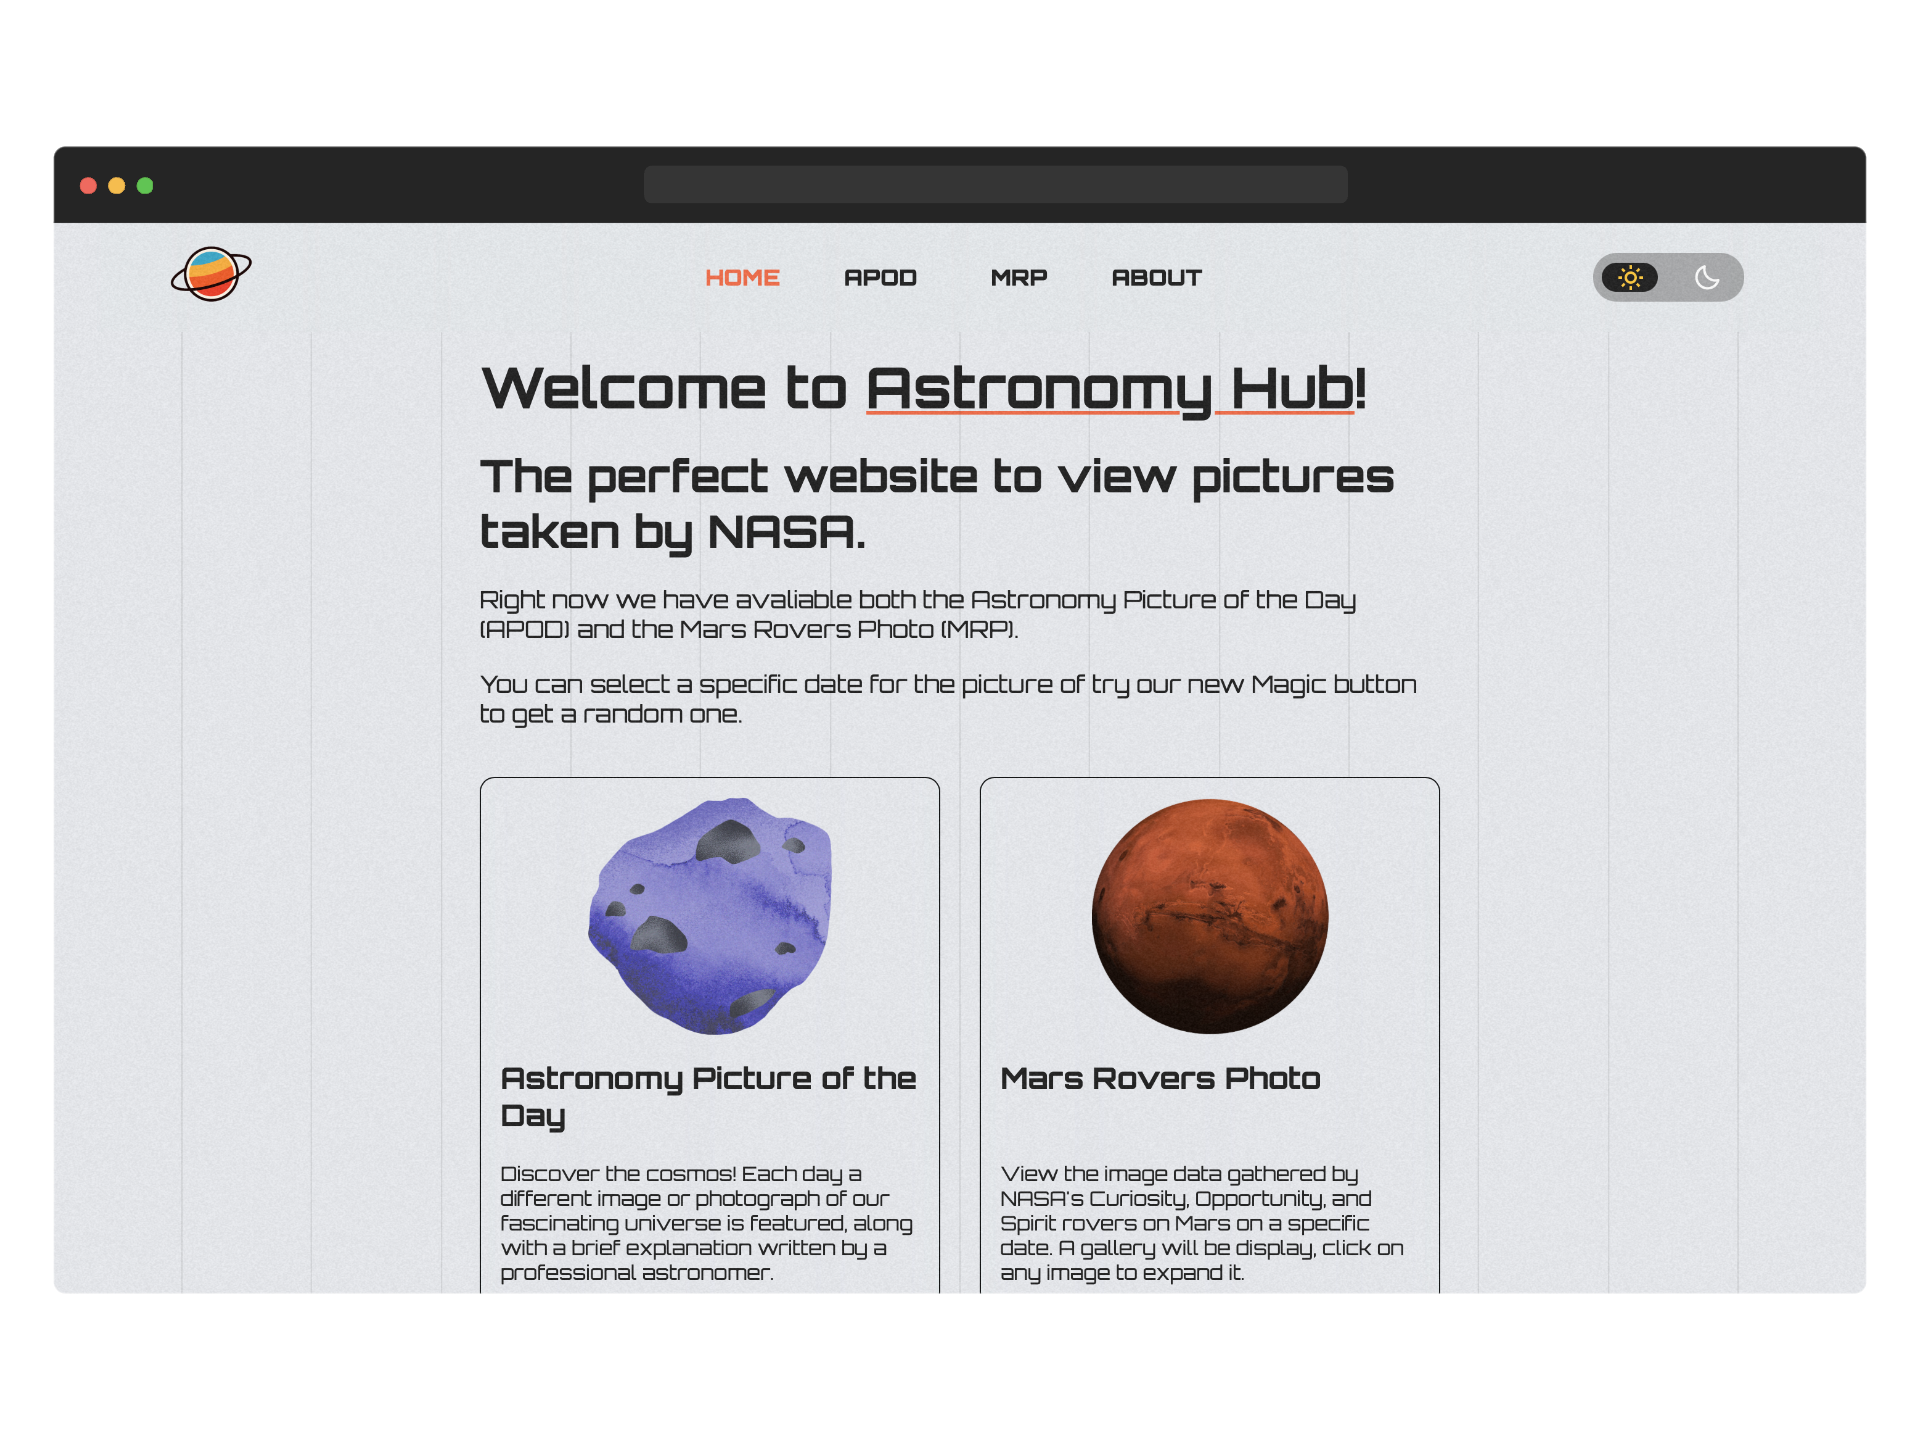 HOME APOD MRP ABOUT
Welcome to Astronomy Hub!
The perfect website to view pictures
taken by NASA.
Right now we have avaliable both the Astronomy Picture of the Day
(APOD) and the Mars Rovers Photo (MRP).
You can select a specific date for the picture of try our new Magic button
to get a random one.
Astronomy Picture of the
Day
Discover the cosmos! Each day a
different image or photograph of our
fascinating universe is featured, along
with a brief explanation written by a
professional astronomer.
Mars Rovers Photo
View the image data gathered by
NASA's Curiosity, Opportunity, and
Spirit rovers on Mars on a specific
date. A gallery will be display, click on
any image to expand it.